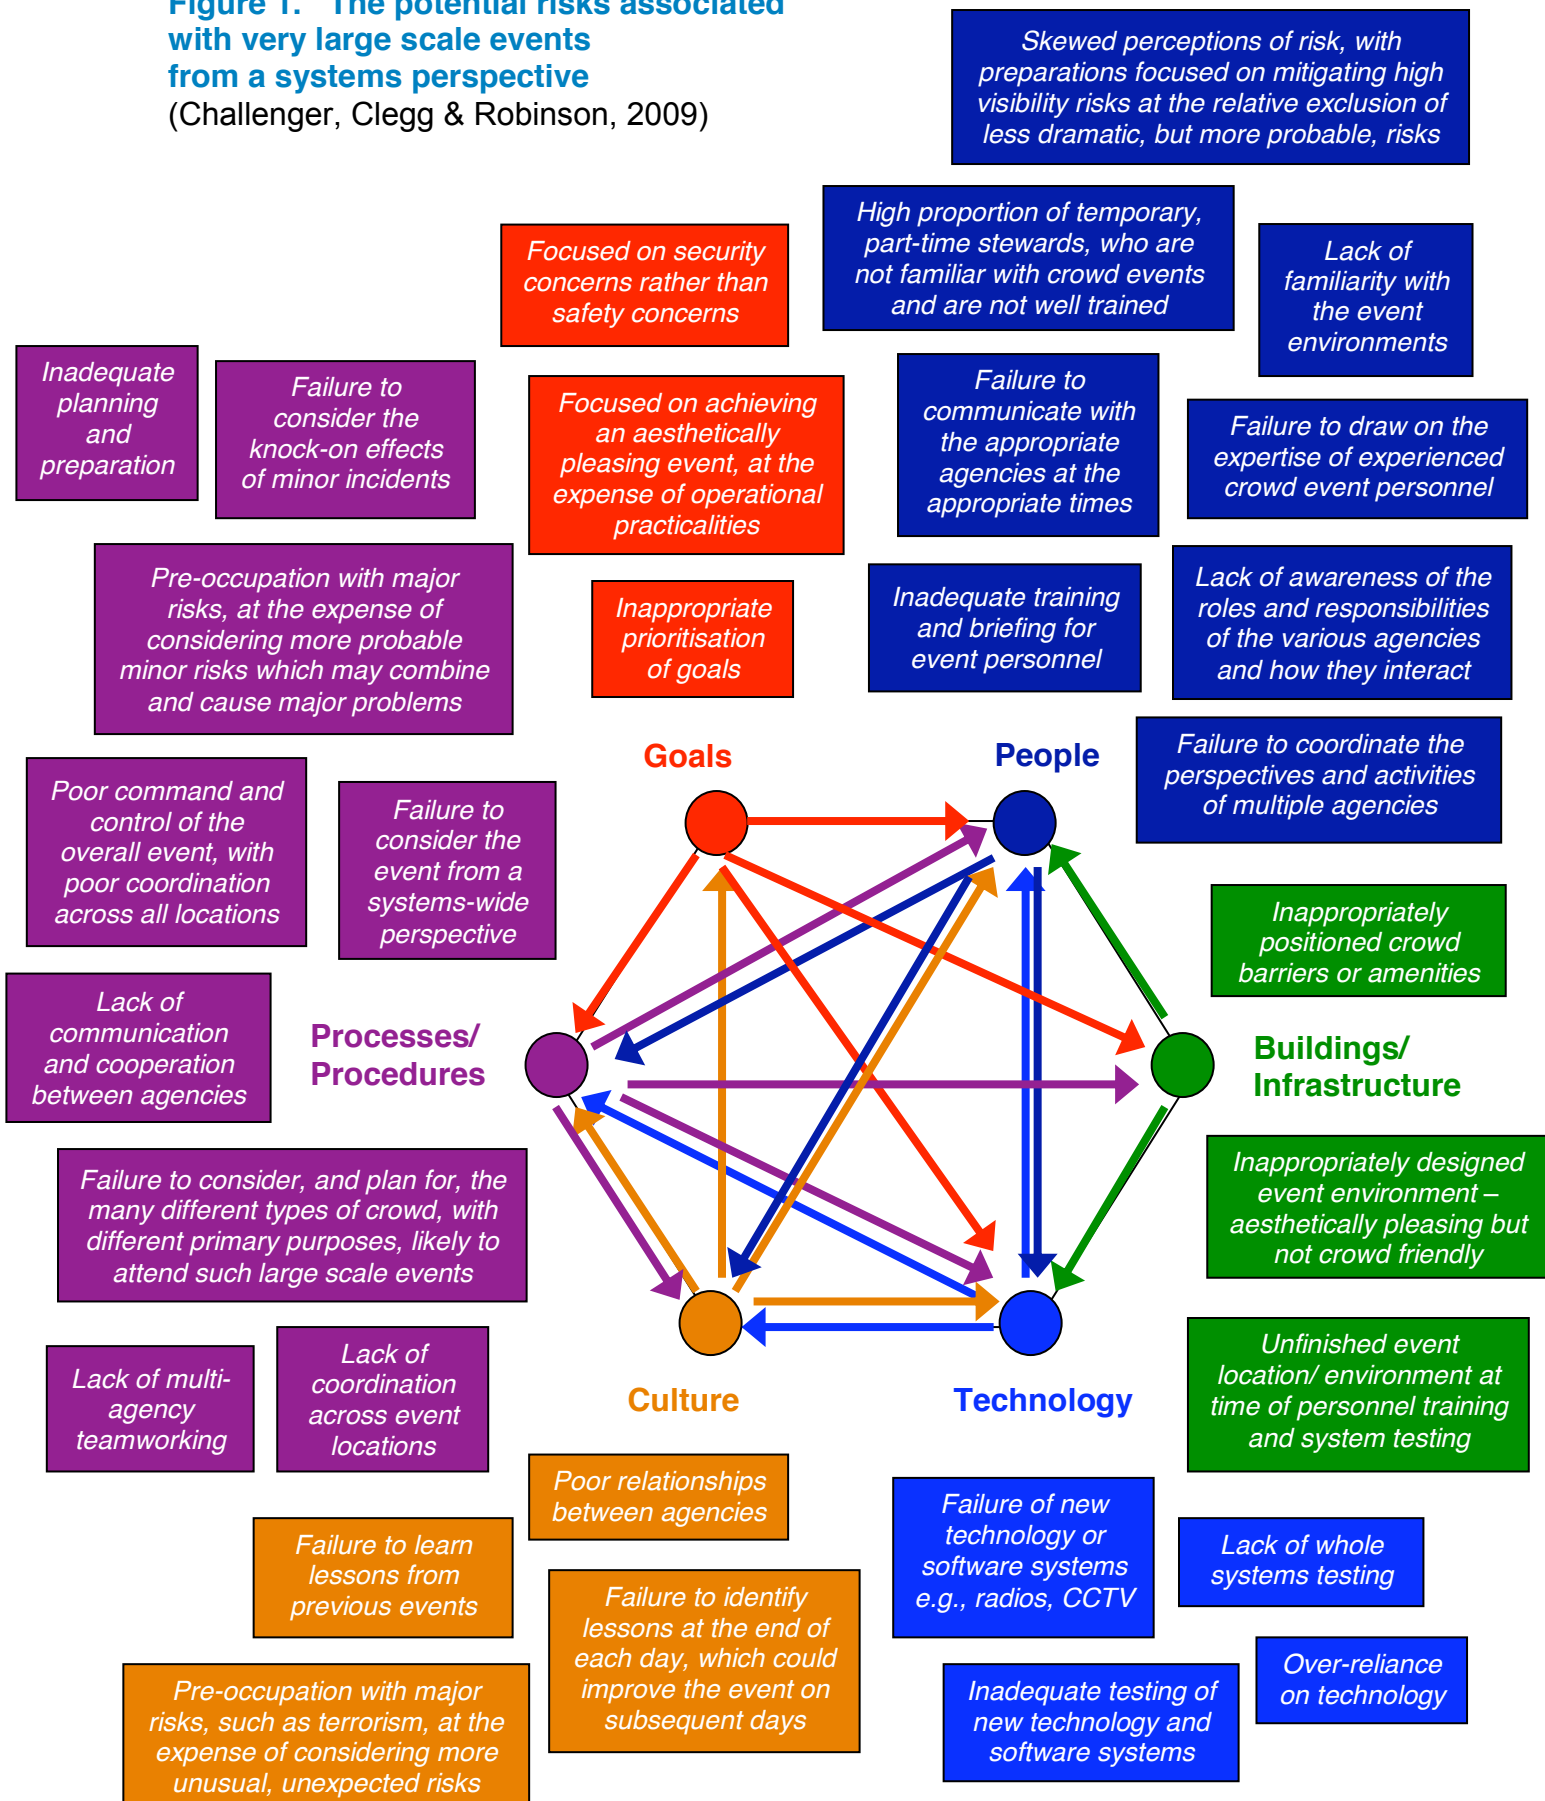 Figure 1.   The potential risks associated
with very large scale events
from a systems perspective
(Challenger, Clegg & Robinson, 2009)
Skewed perceptions of risk, with
preparations focused on mitigating high
visibility risks at the relative exclusion of
less dramatic, but more probable, risks
Focused on security
concerns rather than
safety concerns
High proportion of temporary,
part-time stewards, who are
not familiar with crowd events
and are not well trained
Lack of
familiarity with
the event
environments
Inadequate
planning
and
preparation
Failure to
consider the
knock-on effects
of minor incidents
Focused on achieving
an aesthetically
pleasing event, at the
expense of operational
practicalities
Failure to
communicate with
the appropriate
agencies at the
appropriate times
Failure to draw on the
expertise of experienced
crowd event personnel
Pre-occupation with major
risks, at the expense of
considering more probable
minor risks which may combine
and cause major problems
Inappropriate
prioritisation
of goals
Inadequate training
and briefing for
event personnel
Lack of awareness of the
roles and responsibilities
of the various agencies
and how they interact
Goals
People
Failure to coordinate the
perspectives and activities
of multiple agencies
Poor command and
control of the
overall event, with
poor coordination
across all locations
Failure to
consider the
event from a
systems-wide
perspective
Inappropriately
positioned crowd
barriers or amenities
Lack of
communication
and cooperation
between agencies
Processes/
Procedures
Buildings/
Infrastructure
Failure to consider, and plan for, the
many different types of crowd, with
different primary purposes, likely to
attend such large scale events
Inappropriately designed
event environment –
aesthetically pleasing but
not crowd friendly
Lack of multi-
agency
teamworking
Lack of
coordination
across event
locations
Culture
Technology
Unfinished event
location/ environment at
time of personnel training
and system testing
Poor relationships
between agencies
Failure of new
technology or
software systems
e.g., radios, CCTV
Lack of whole
systems testing
Failure to learn
lessons from
previous events
Failure to identify
lessons at the end of
each day, which could
improve the event on
subsequent days
Over-reliance
on technology
Pre-occupation with major
risks, such as terrorism, at the
expense of considering more
unusual, unexpected risks
Inadequate testing of
new technology and
software systems